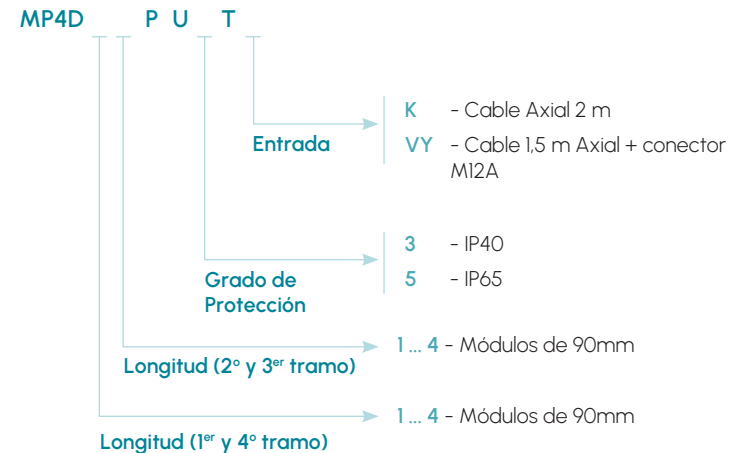 MP4D P U T
K - Cable Axial 2 m
Entrada
VY - Cable 1,5 m Axial + conector
M12A
3 - IP40
Grado de
Protección
5 - IP65
1 ... 4 - Módulos de 90mm
Longitud (2º y 3er tramo)
1 ... 4 - Módulos de 90mm
Longitud (1er y 4º tramo)